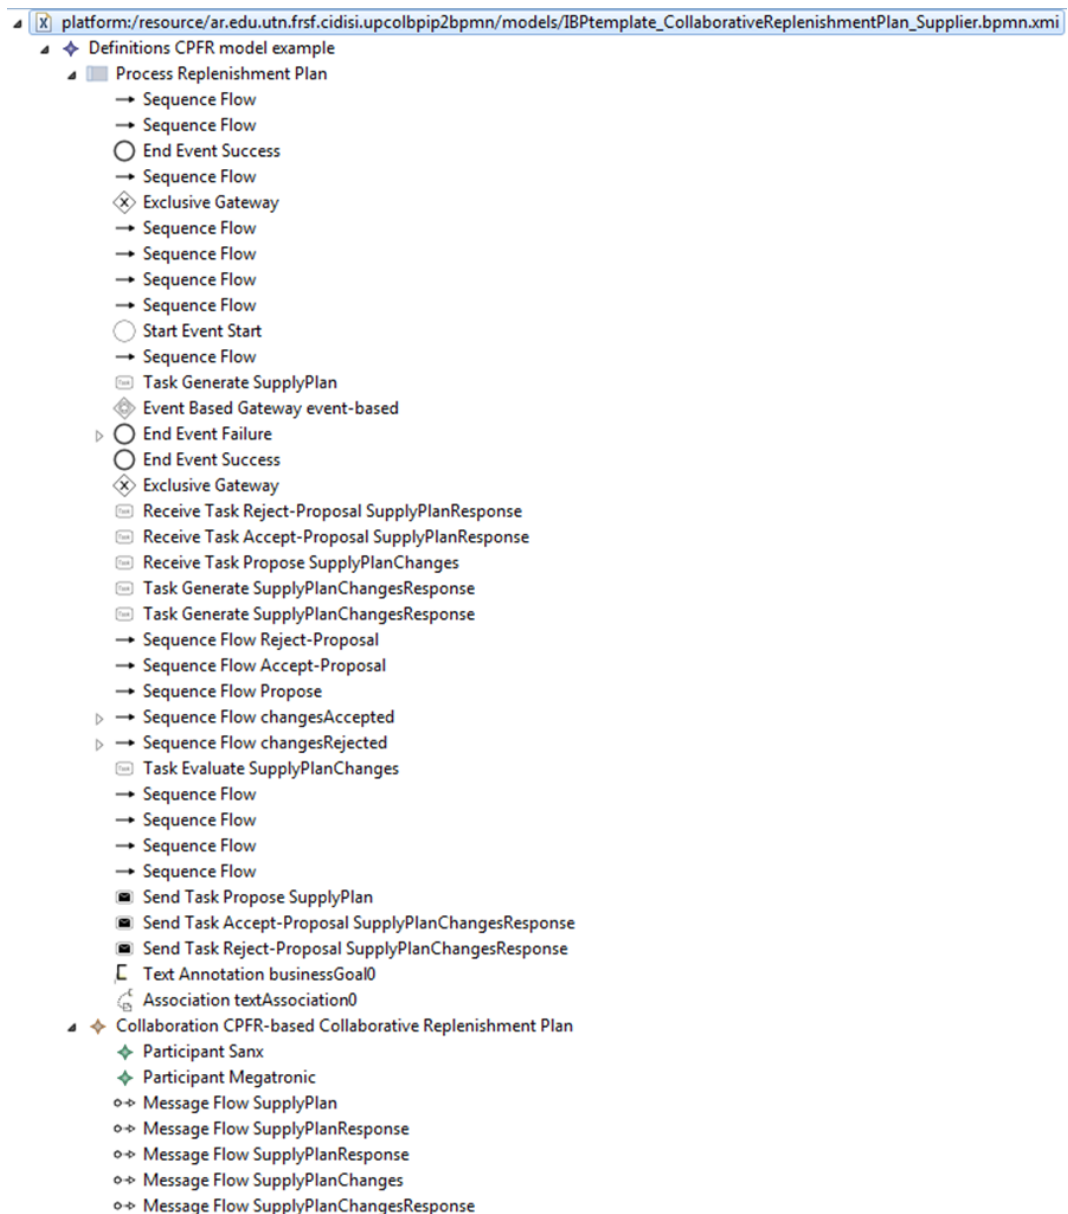 platform:/resource/ar.edu.utn.frsf.cidisi.upcolbpip2bpmn/models/IBPtemplate_CollaborativeReplenishmentPlan_Supplier.bpmn.xmi
Definitions CPFR model example
Process Replenishment Plan
Sequence Flow
Sequence Flow
End Event Success
Sequence Flow
Exclusive Gateway
Sequence Flow
Sequence Flow
Sequence Flow
Sequence Flow
Start Event Start
Sequence Flow
Task Generate SupplyPlan
Event Based Gateway event-based
End Event Failure
End Event Success
Exclusive Gateway
Receive Task Reject-Proposal SupplyPlanResponse
Receive Task Accept-Proposal SupplyPlanResponse
Receive Task Propose SupplyPlanChanges
Task Generate SupplyPlanChangesResponse
Task Generate SupplyPlanChangesResponse
Sequence Flow Reject-Proposal
Sequence Flow Accept-Proposal
Sequence Flow Propose
Sequence Flow changesAccepted
Sequence Flow changesRejected
Task Evaluate SupplyPlanChanges
Sequence Flow
Sequence Flow
Sequence Flow
Sequence Flow
Send Task Propose SupplyPlan
Send Task Accept-Proposal SupplyPlanChangesResponse
Send Task Reject-Proposal SupplyPlanChangesResponse
Text Annotation businessGoal0
Association textAssociation0
Collaboration CPFR-based Collaborative Replenishment Plan
Participant Sanx
Participant Megatronic
Message Flow SupplyPlan
Message Flow SupplyPlanResponse
Message Flow SupplyPlanResponse
Message Flow SupplyPlanChanges
Message Flow SupplyPlanChangesResponse